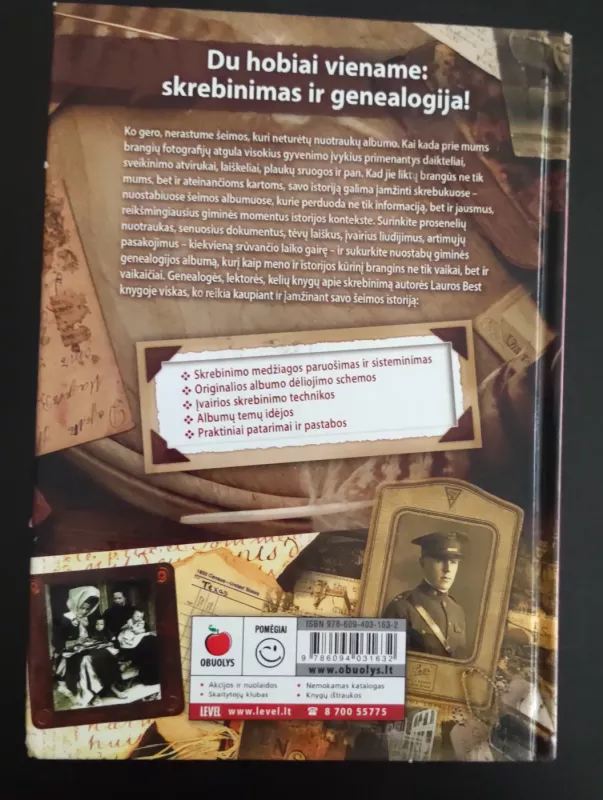 Du hobiai viename:
skrebinimas ir genealogija!
Ko gero, nerastume šeimos, kuri neturėtų nuotraukų albumo. Kai kada prie mums
brangių fotografijų atgula visokius gyvenimo įvykius primenantys daikteliai,
sveikinimo atvirukai, laiškeliai, plaukų sruogos ir pan. Kad jie liktų brangūs ne tik
mums, bet ir ateinančioms kartoms, savo istoriją galima įamžinti skrebukuose –
nuostabiuose šeimos albumuose, kurie perduoda ne tik informaciją, bet ir jausmus,
reikšmingiausius giminės momentus istorijos kontekste. Surinkite prosenelių
nuotraukas, senuosius dokumentus, tėvų laiškus, įvairius liudijimus, artimųjų
pasakojimus – kiekvieną srūvančio laiko gairę – ir sukurkite nuostabų giminės
genealogijos albumą, kurį kaip meno ir istorijos kūrinį brangins ne tik vaikai, bet ir
vaikaičiai. Genealogės, lektorės, kelių knygų apie skrebinimą autorės Lauros Best
knygoje viskas, ko reikia kaupiant ir įamžinant savo šeimos istoriją:
❖ Skrebinimo medžiagos paruošimas ir sisteminimas
❖ Originalios albumo dėliojimo schemos
❖ Įvairios skrebinimo technikos
❖ Albumų temų idėjos
❖ Praktiniai patarimai ir pastabos
Texas
OBUOLYS
POMĖGIAI
ISBN 978-609-403-163-2
9 786094 031632
www.obuolys.lt
• Akcijos ir nuolaidos
• Nemokamas katalogas
• Skaitytojų klubas
• Knygų ištraukos
LEVEL www.level.lt ☎ 8 700 55775